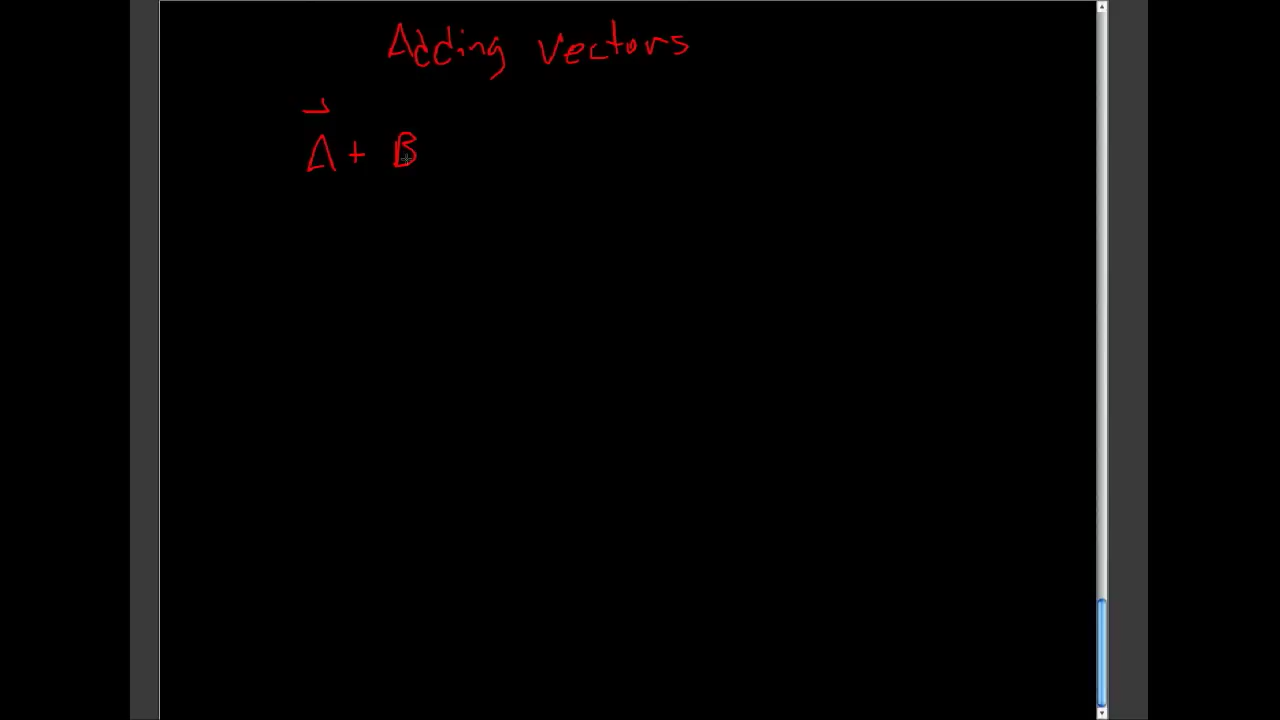 Adding vectors
A⃗ + B